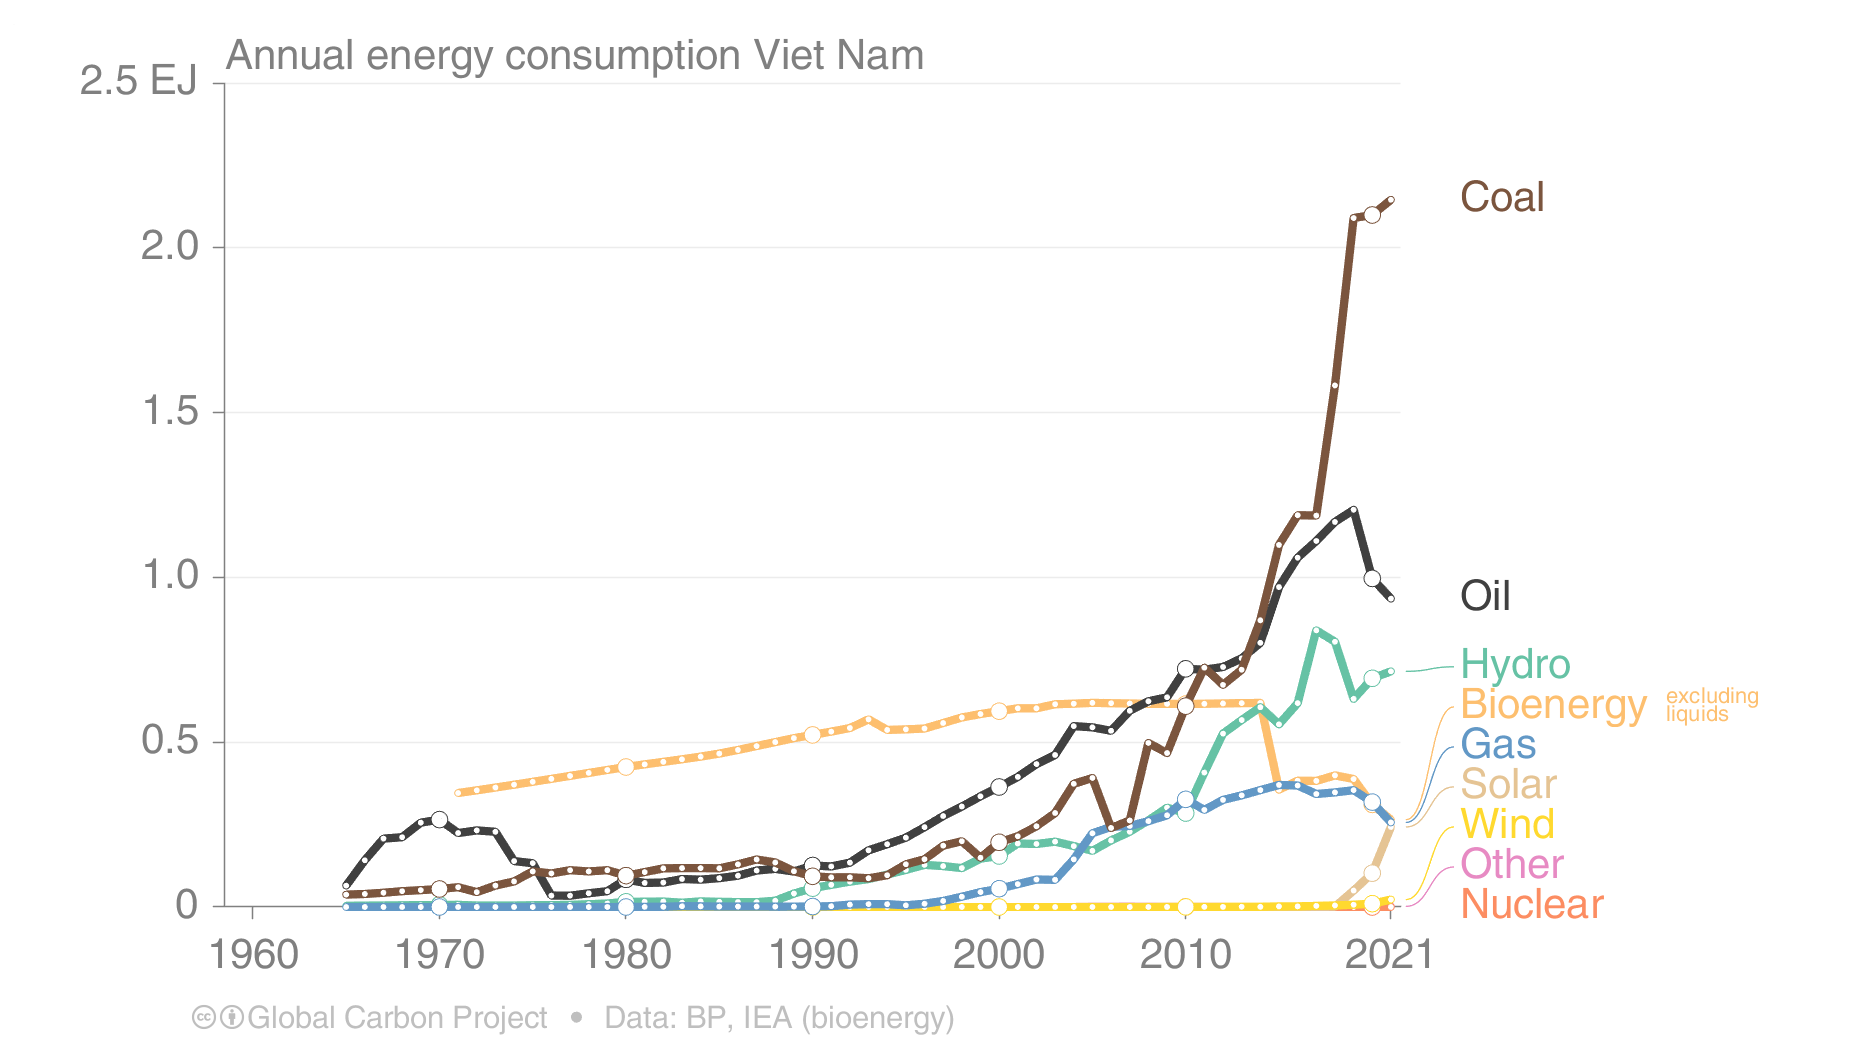 Annual energy consumption Viet Nam
2.5 EJ
2.0
1.5
1.0
0.5
0
1960 1970 1980 1990 2000 2010 2021
Coal
Oil
Hydro
Bioenergy excluding liquids
Gas
Solar
Wind
Other
Nuclear
cc Global Carbon Project • Data: BP, IEA (bioenergy)